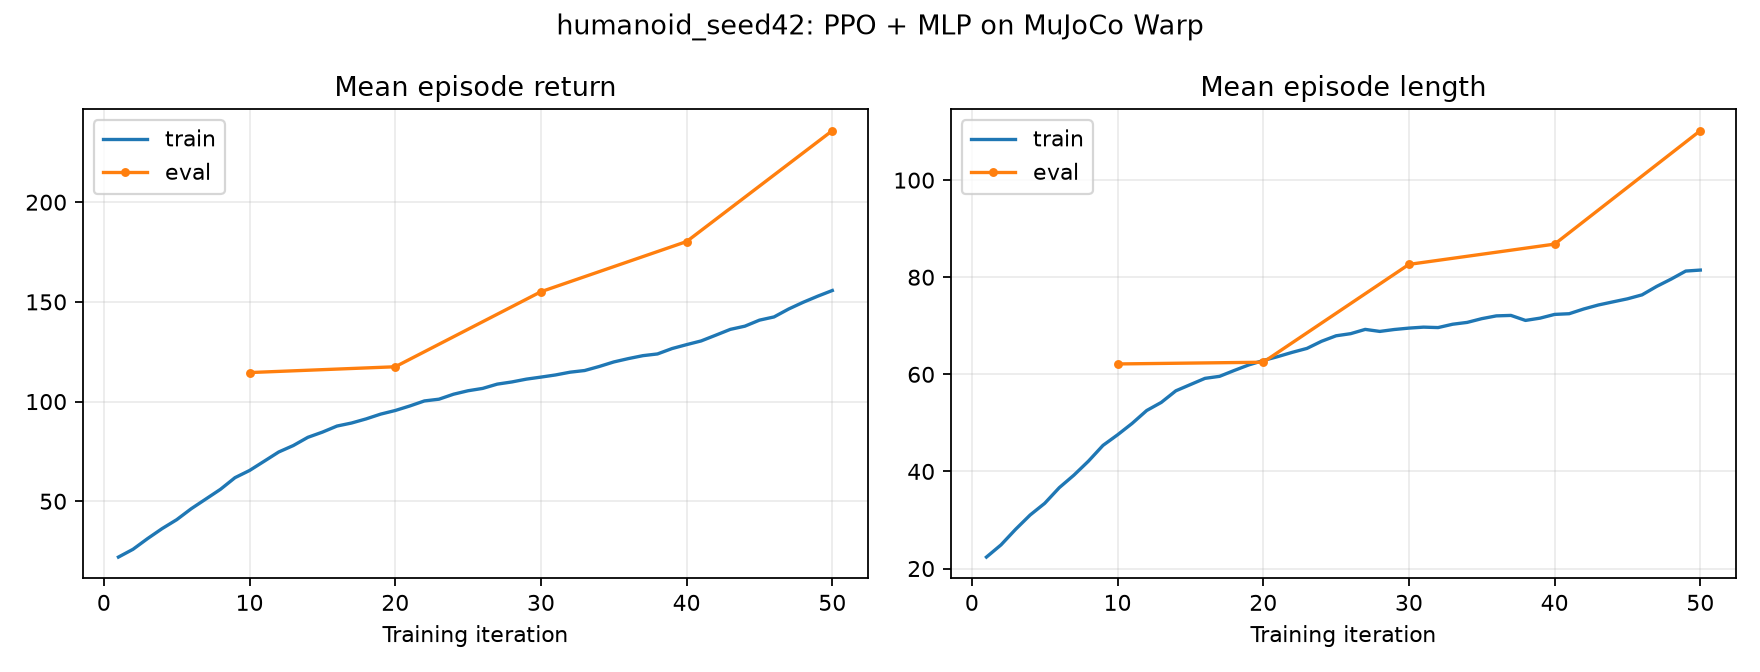 humanoid_seed42: PPO + MLP on MuJoCo Warp
Mean episode return
train
eval
200
150
100
50
0 10 20 30 40 50
Training iteration
Mean episode length
train
eval
100
80
60
40
20
0 10 20 30 40 50
Training iteration